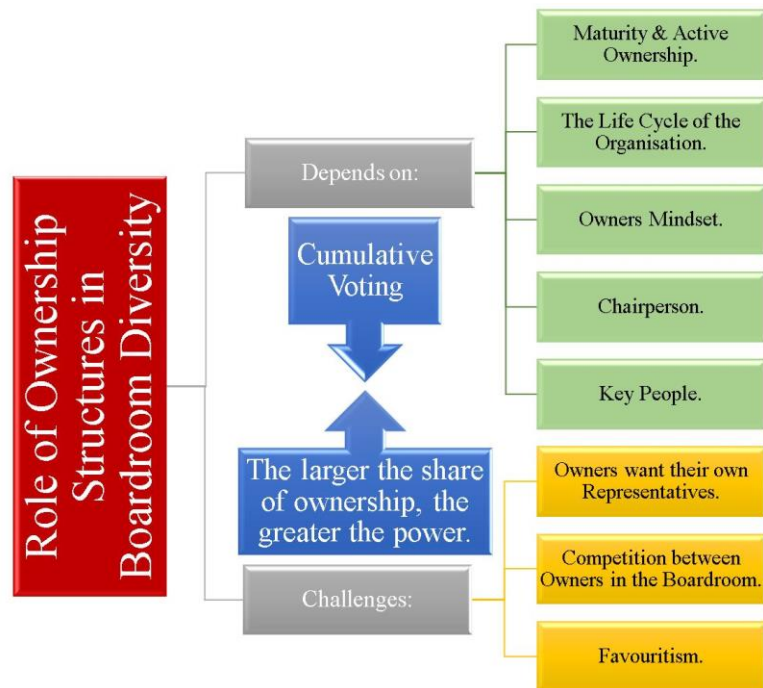 Role of Ownership
Structures in
Boardroom Diversity
Depends on:
Maturity & Active
Ownership.
The Life Cycle of the
Organisation.
Owners Mindset.
Chairperson.
Key People.
Cumulative
Voting
The larger the share
of ownership, the
greater the power.
Challenges:
Owners want their own
Representatives.
Competition between
Owners in the Boardroom.
Favouritism.